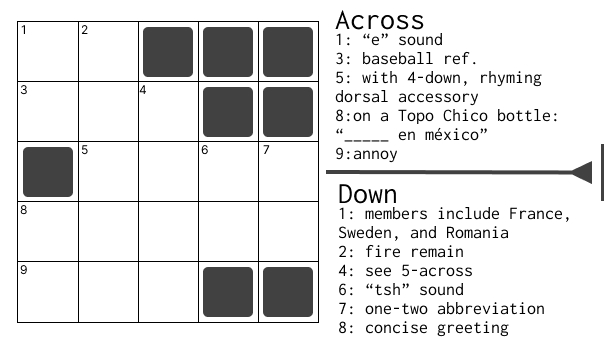 1 2
3 4
5 6 7
8
9
Across
1: “e” sound
3: baseball ref.
5: with 4-down, rhyming
dorsal accessory
8:on a Topo Chico bottle:
“_____ en méxico”
9:annoy
Down
1: members include France,
Sweden, and Romania
2: fire remain
4: see 5-across
6: “tsh” sound
7: one-two abbreviation
8: concise greeting